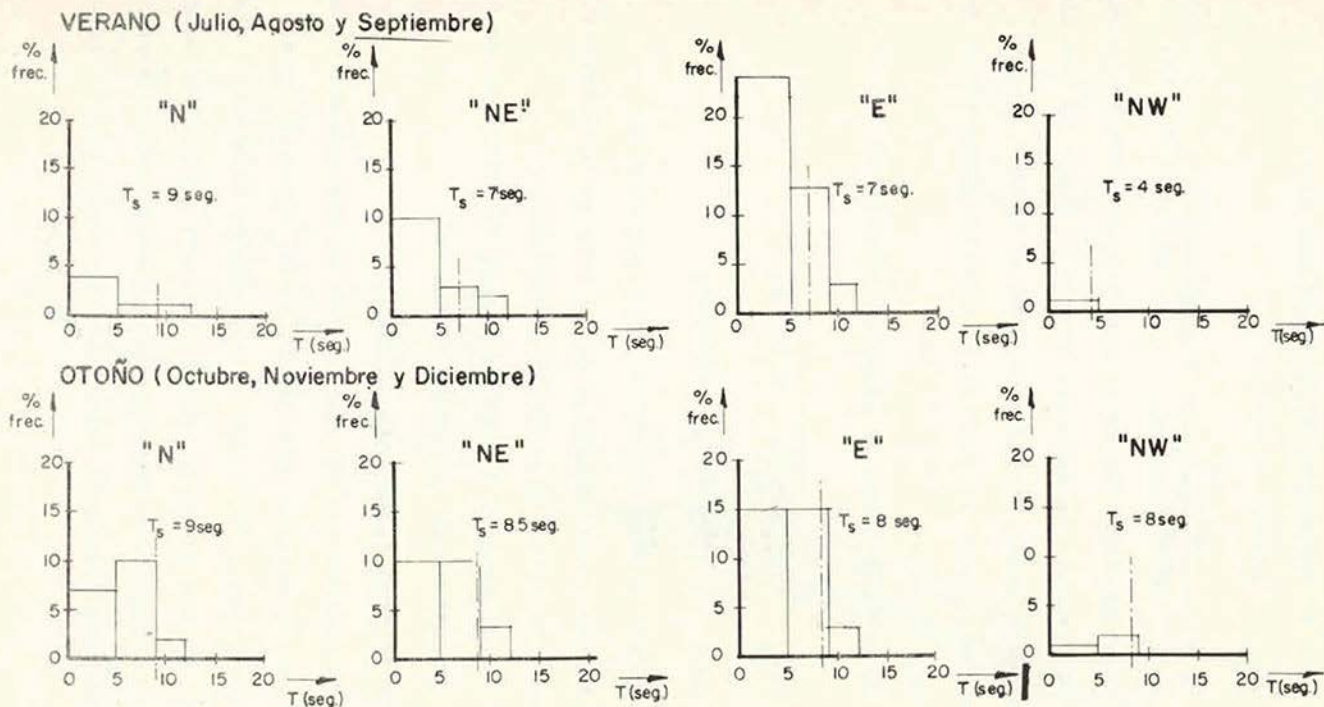 VERANO (Julio, Agosto y Septiembre)
% frec.
"N"
20
15
10
5
0
T_s = 9 seg.
0 5 10 15 20
T (seg.)
% frec.
"NE"
20
15
10
5
0
T_s = 7 seg.
0 5 10 15 20
T (seg.)
% frec.
"E"
20
15
10
5
0
T_s = 7 seg.
0 5 10 15 20
T (seg.)
% frec.
"NW"
20
15
10
5
0
T_s = 4 seg.
0 5 10 15 20
T(seg)
OTOÑO (Octubre, Noviembre y Diciembre)
% frec.
"N"
20
15
10
5
0
T_s = 9 seg.
0 5 10 15 20
T (seg.)
% frec.
"NE"
20
15
10
5
0
T_s = 8 5 seg.
0 5 10 15 20
T (seg.)
% frec.
"E"
20
15
10
5
0
T_s = 8 seg.
0 5 10 15 20
T (seg.)
% frec.
"NW"
20
15
0
5
0
T_s = 8 seg.
0 5 10 15 20
T (seg.)